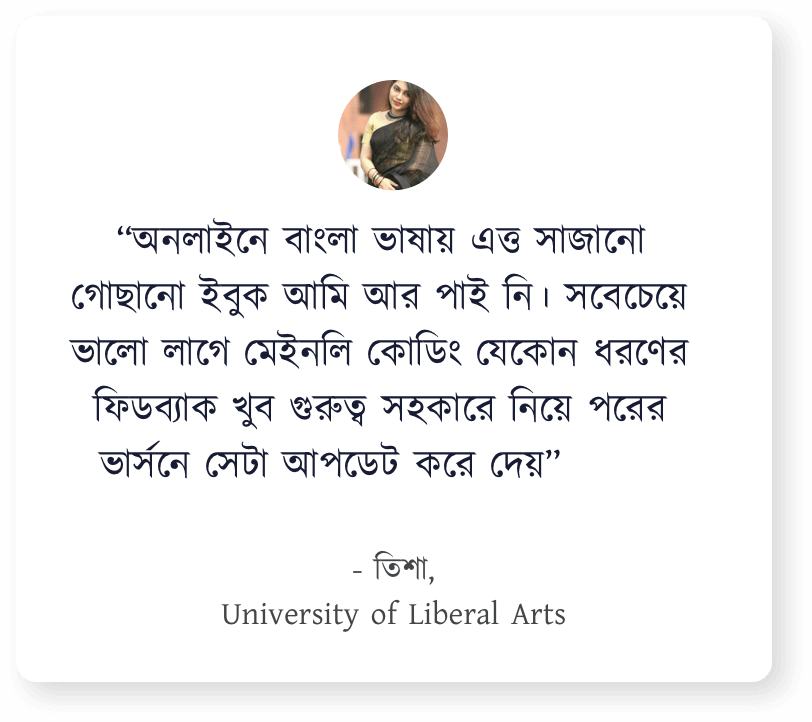 “অনলাইনে বাংলা ভাষায় এত্ত সাজানো
গোছানো ইবুক আমি আর পাই নি। সবেচেয়ে
ভালো লাগে মেইনলি কোডিং যেকোন ধরণের
ফিডব্যাক খুব গুরুত্ব সহকারে নিয়ে পরের
ভার্সনে সেটা আপডেট করে দেয়”
- তিশা,
University of Liberal Arts